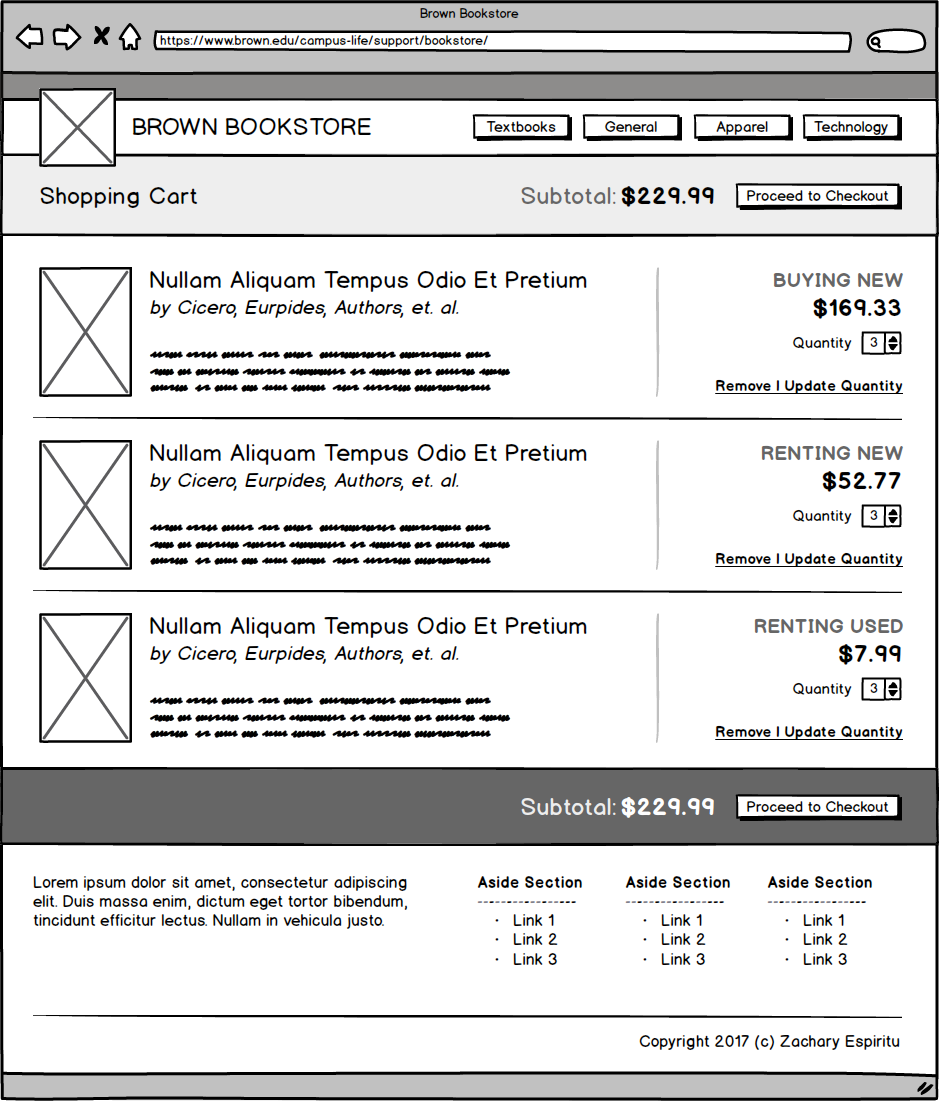 Brown Bookstore
https://www.brown.edu/campus-life/support/bookstore/
BROWN BOOKSTORE
Textbooks
General
Apparel
Technology
Shopping Cart
Subtotal: $229.99
Proceed to Checkout
Nullam Aliquam Tempus Odio Et Pretium
by Cicero, Eurpides, Authors, et. al.
BUYING NEW
$169.33
Quantity 3
Remove | Update Quantity
Nullam Aliquam Tempus Odio Et Pretium
by Cicero, Eurpides, Authors, et. al.
RENTING NEW
$52.77
Quantity 3
Remove | Update Quantity
Nullam Aliquam Tempus Odio Et Pretium
by Cicero, Eurpides, Authors, et. al.
RENTING USED
$7.99
Quantity 3
Remove | Update Quantity
Subtotal: $229.99
Proceed to Checkout
Lorem ipsum dolor sit amet, consectetur adipiscing
elit. Duis massa enim, dictum eget tortor bibendum,
tincidunt efficitur lectus. Nullam in vehicula justo.
Aside Section
----------------
· Link 1
· Link 2
· Link 3
Aside Section
----------------
· Link 1
· Link 2
· Link 3
Aside Section
----------------
· Link 1
· Link 2
· Link 3
Copyright 2017 (c) Zachary Espiritu